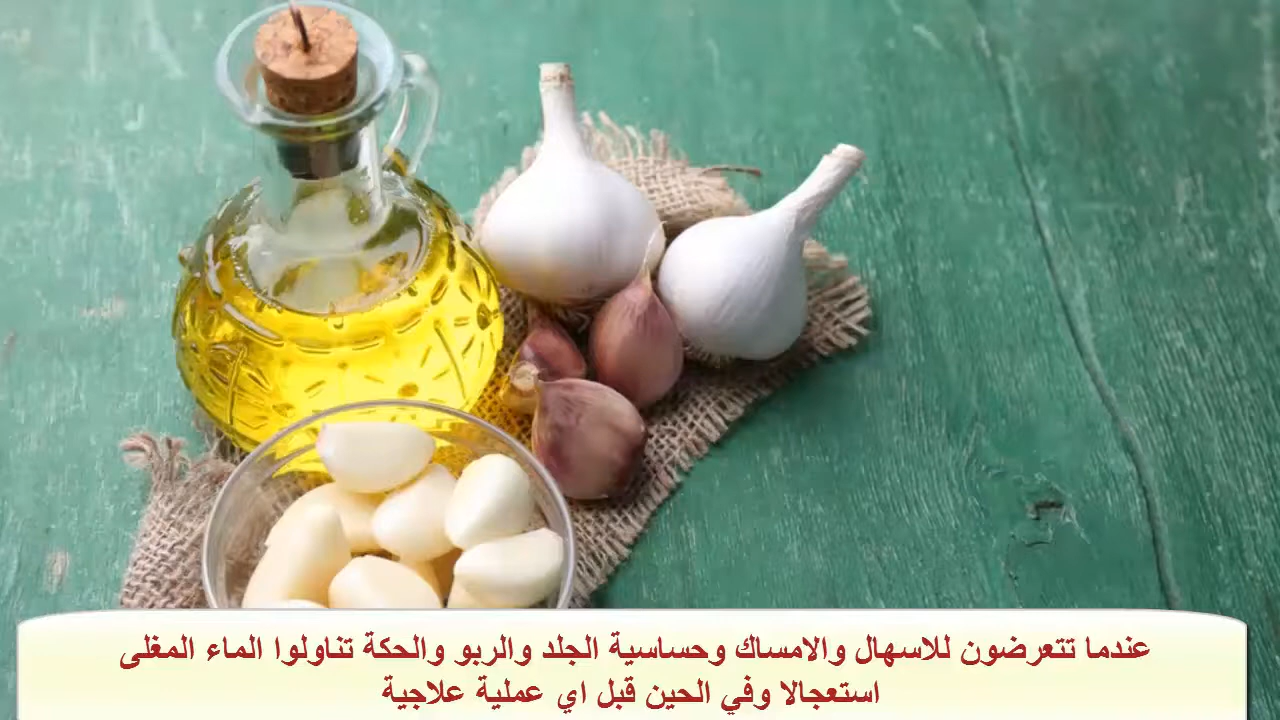 عندما تتعرضون للاسهال والامساك وحساسية الجلد والربو والحكة تناولوا الماء المغلى
استعجالا وفي الحين قبل اي عملية علاجية